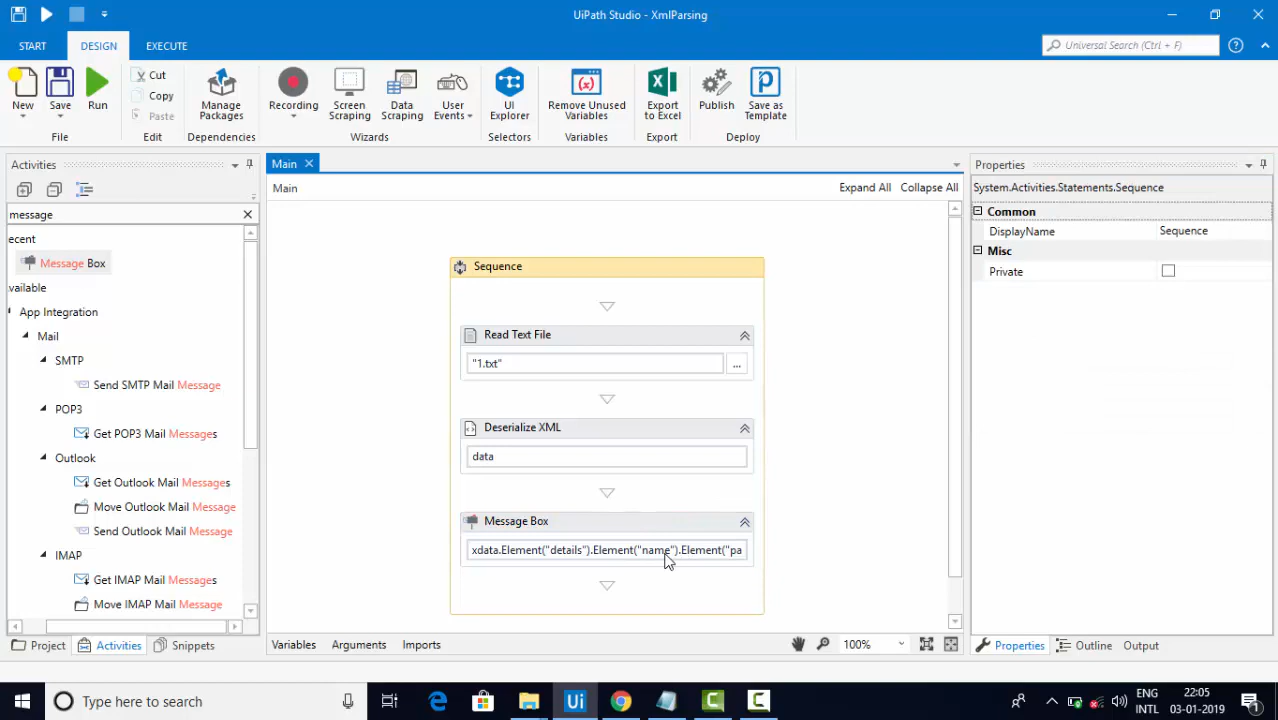 UiPath Studio - XmlParsing
START
DESIGN
EXECUTE
Universal Search (Ctrl + F)
New
Save
Run
Cut
Copy
Paste
Manage
Packages
Recording
Screen
Scraping
Data
Scraping
User
Events
UI
Explorer
Remove Unused
Variables
Export
to Excel
Publish
Save as
Template
File
Edit
Dependencies
Wizards
Selectors
Variables
Export
Deploy
Activities
message
ecent
Message Box
vailable
App Integration
Mail
SMTP
Send SMTP Mail Message
POP3
Get POP3 Mail Messages
Outlook
Get Outlook Mail Messages
Move Outlook Mail Message
Send Outlook Mail Message
IMAP
Get IMAP Mail Messages
Move IMAP Mail Message
Project
Activities
Snippets
Main
Main
Expand All
Collapse All
Sequence
Read Text File
"1.txt"
...
Deserialize XML
data
Message Box
xdata.Element("details").Element("name").Element("pa
Variables
Arguments
Imports
100%
Properties
System.Activities.Statements.Sequence
Common
DisplayName
Sequence
Misc
Private
Properties
Outline
Output
Type here to search
Ui
ENG
INTL
22:05
03-01-2019
1